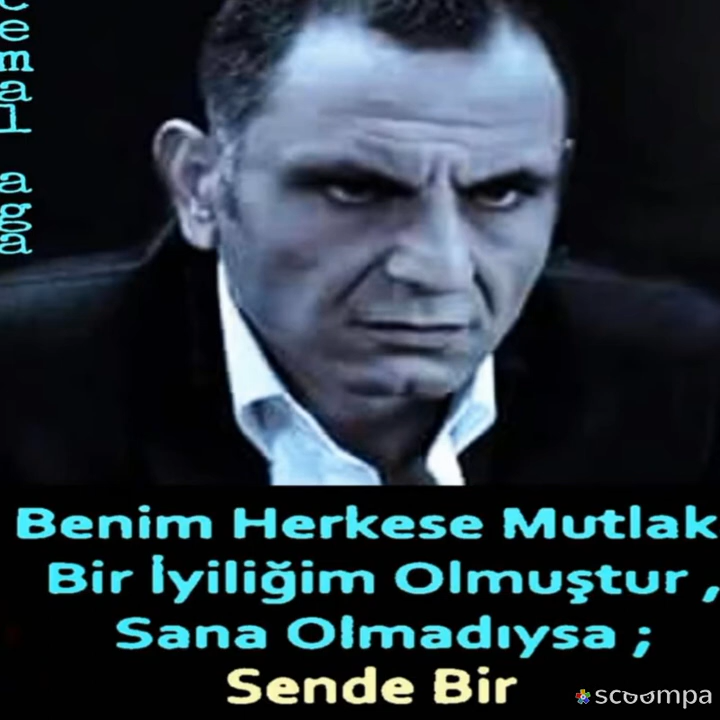 cemal aga
Benim Herkese Mutlak
Bir İyiliğim Olmuştur ,
Sana Olmadıysa ;
Sende Bir
scoompa